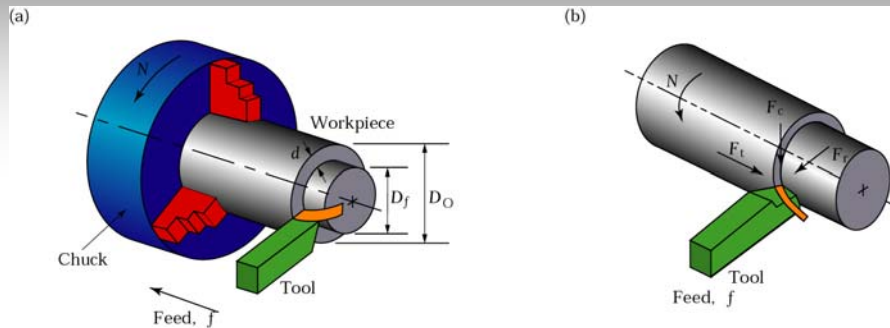 (a)
N
Workpiece
d
D_f
D_O
Chuck
Tool
Feed, f
(b)
N
F_c
F_t
F_r
Tool
Feed, f